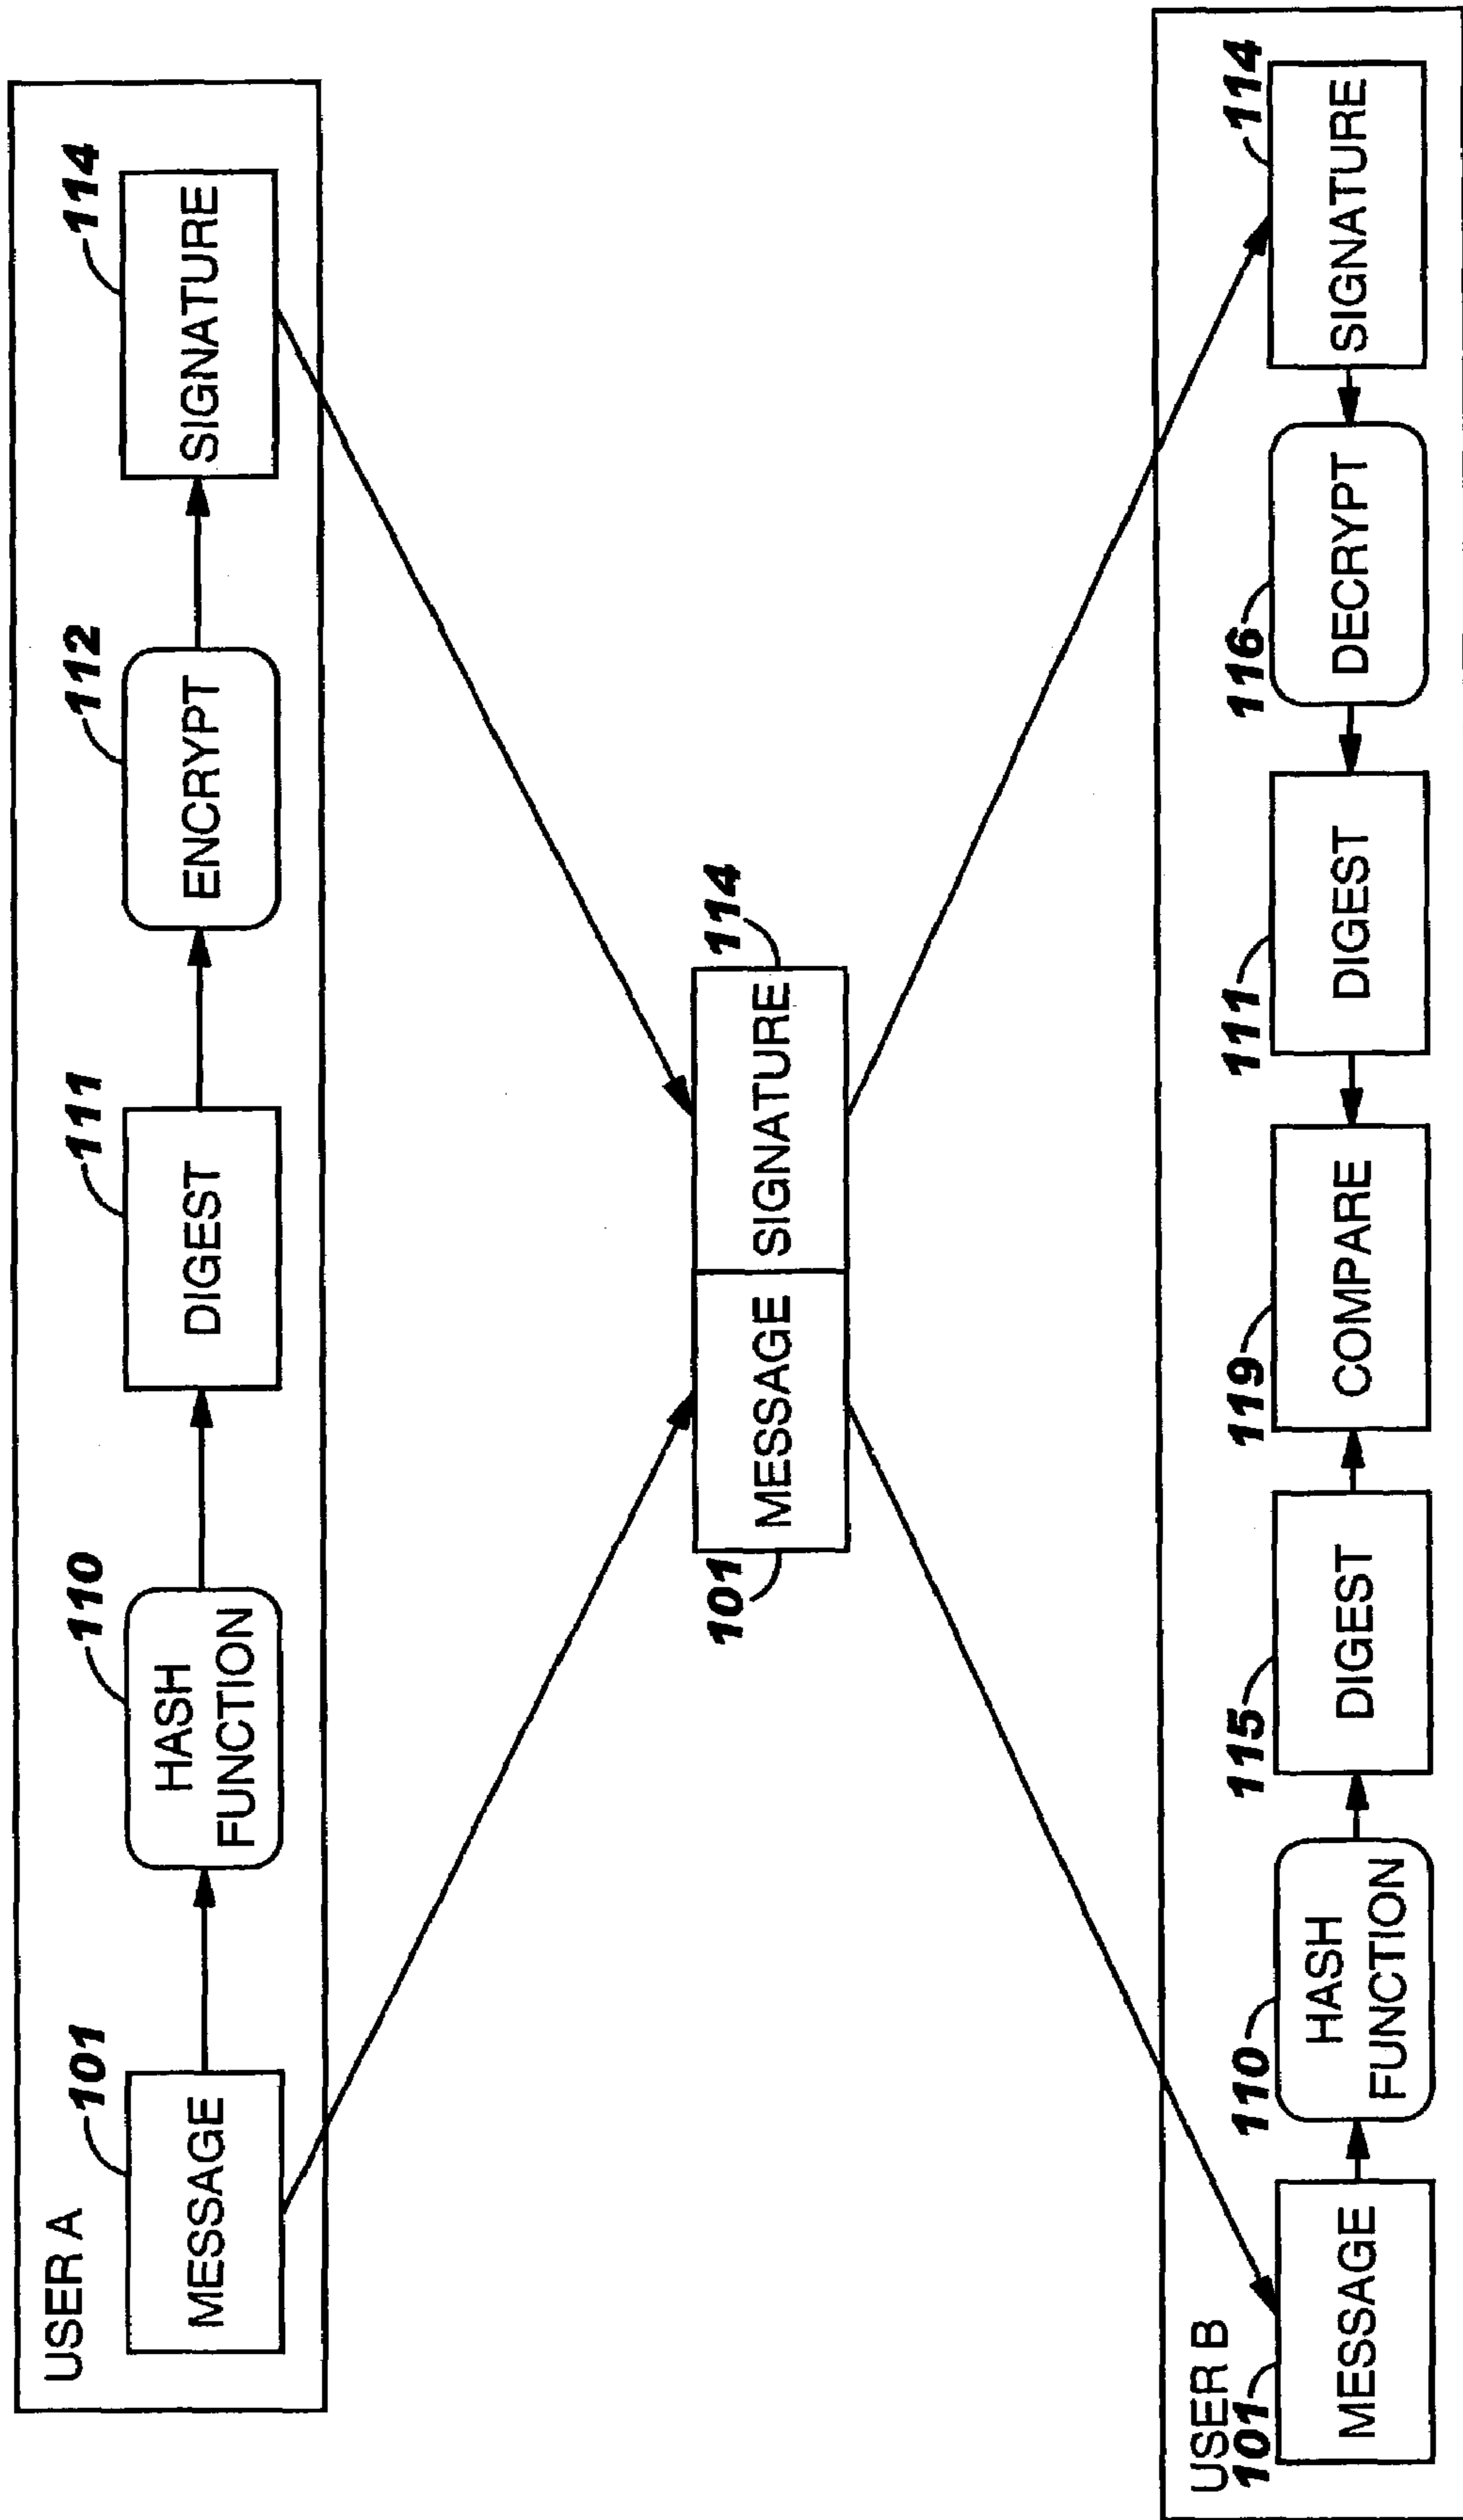 USER A
101
110
111
112
114
MESSAGE
HASH
FUNCTION
DIGEST
ENCRYPT
SIGNATURE
101
114
MESSAGE
SIGNATURE
USER B
101
110
115
119
111
116
114
MESSAGE
HASH
FUNCTION
DIGEST
COMPARE
DIGEST
DECRYPT
SIGNATURE